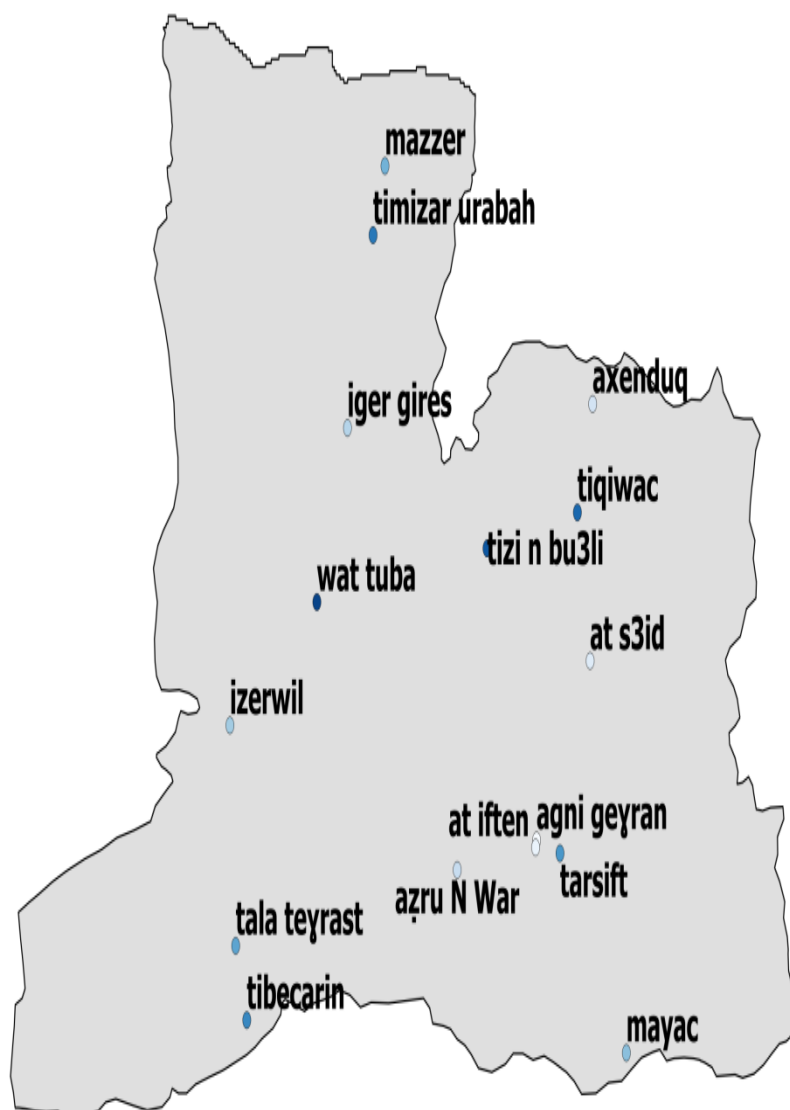 mazzer
timizar urabah
axenduq
iger gires
tiqiwac
tizi n bu3li
wat tuba
at s3id
izerwil
at iften
agni geɣran
tarsift
aẓru N War
tala teɣrast
tibecarin
mayac